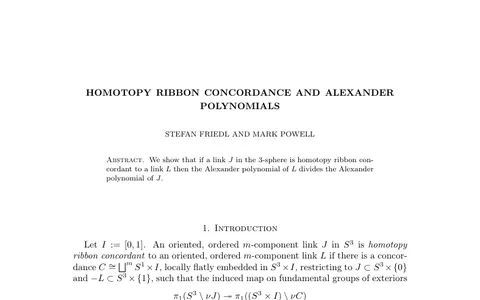 HOMOTOPY RIBBON CONCORDANCE AND ALEXANDER
POLYNOMIALS
STEFAN FRIEDL AND MARK POWELL
Abstract. We show that if a link J in the 3-sphere is homotopy ribbon con-
cordant to a link L then the Alexander polynomial of L divides the Alexander
polynomial of J.
1. Introduction
Let I := [0, 1]. An oriented, ordered m-component link J in S³ is homotopy
ribbon concordant to an oriented, ordered m-component link L if there is a concor-
dance C ≅ ⨆ᵐ S¹ × I, locally flatly embedded in S³ × I, restricting to J ⊂ S³ × {0}
and −L ⊂ S³ × {1}, such that the induced map on fundamental groups of exteriors
π₁(S³ \ νJ) ↠ π₁((S³ × I) \ νC)